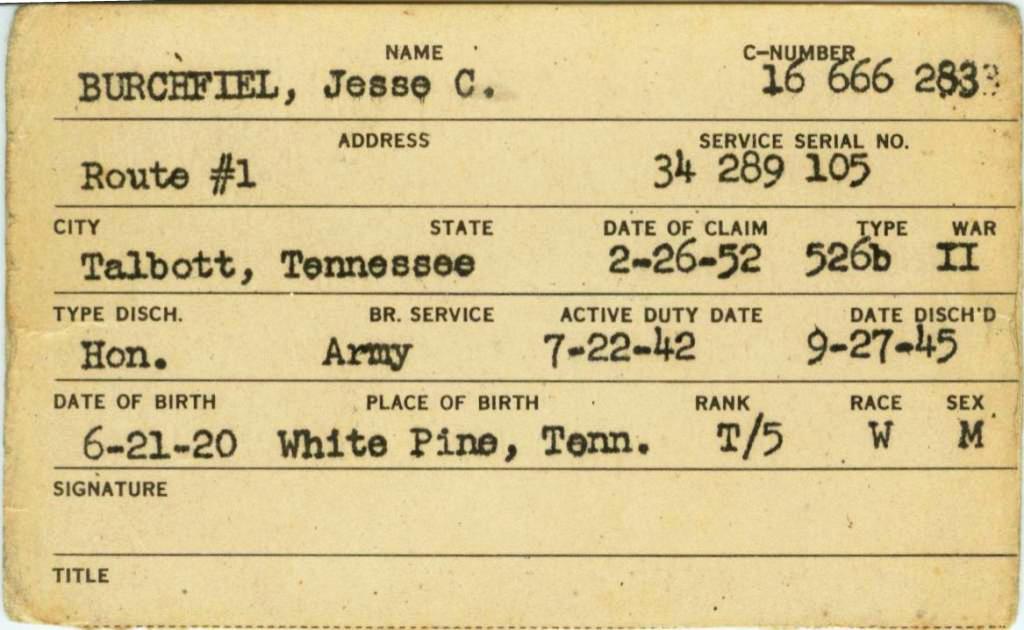 NAME C-NUMBER
BURCHFIEL, Jesse C. 16 666 283
ADDRESS SERVICE SERIAL NO.
Route #1 34 289 105
CITY STATE DATE OF CLAIM TYPE WAR
Talbott, Tennessee 2-26-52 526b II
TYPE DISCH. BR. SERVICE ACTIVE DUTY DATE DATE DISCH'D
Hon. Army 7-22-42 9-27-45
DATE OF BIRTH PLACE OF BIRTH RANK RACE SEX
6-21-20 White Pine, Tenn. T/5 W M
SIGNATURE
TITLE